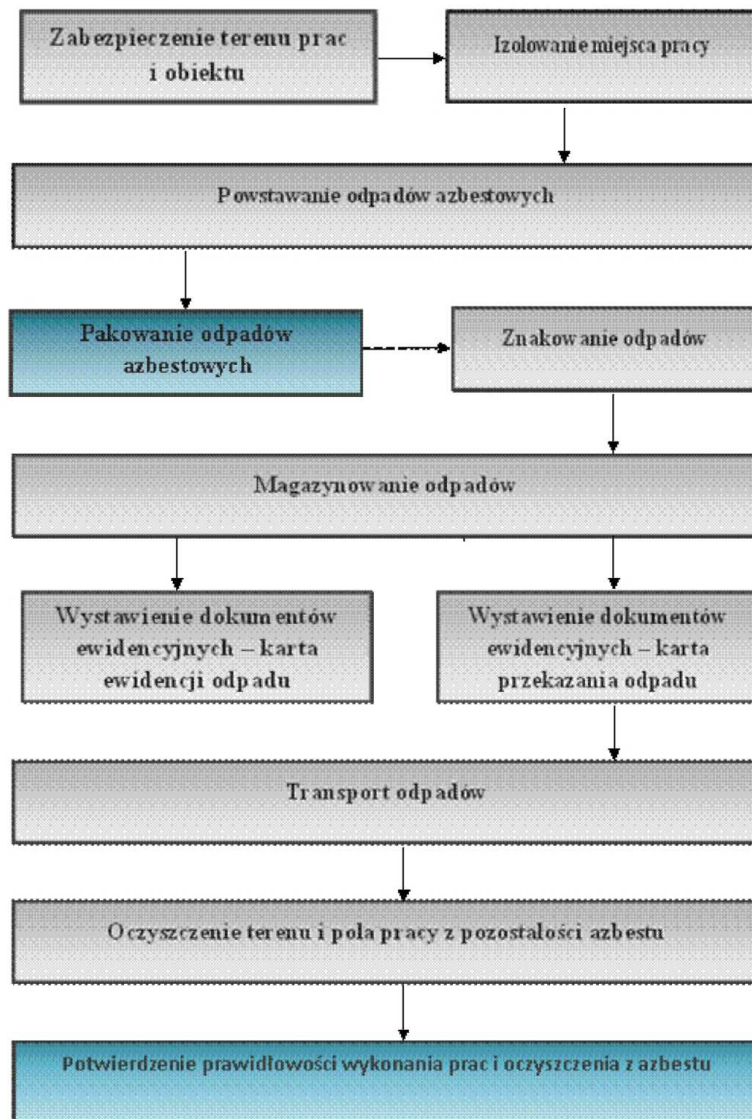 Zabezpieczenie terenu prac
i obiektu
Izolowanie miejsca pracy
Powstawanie odpadów azbestowych
Pakowanie odpadów
azbestowych
Znakowanie odpadów
Magazynowanie odpadów
Wystawienie dokumentów
ewidencyjnych – karta
ewidencji odpadu
Wystawienie dokumentów
ewidencyjnych – karta
przekazania odpadu
Transport odpadów
Oczyszczenie terenu i pola pracy z pozostałości azbestu
Potwierdzenie prawidłowości wykonania prac i oczyszczenia z azbestu